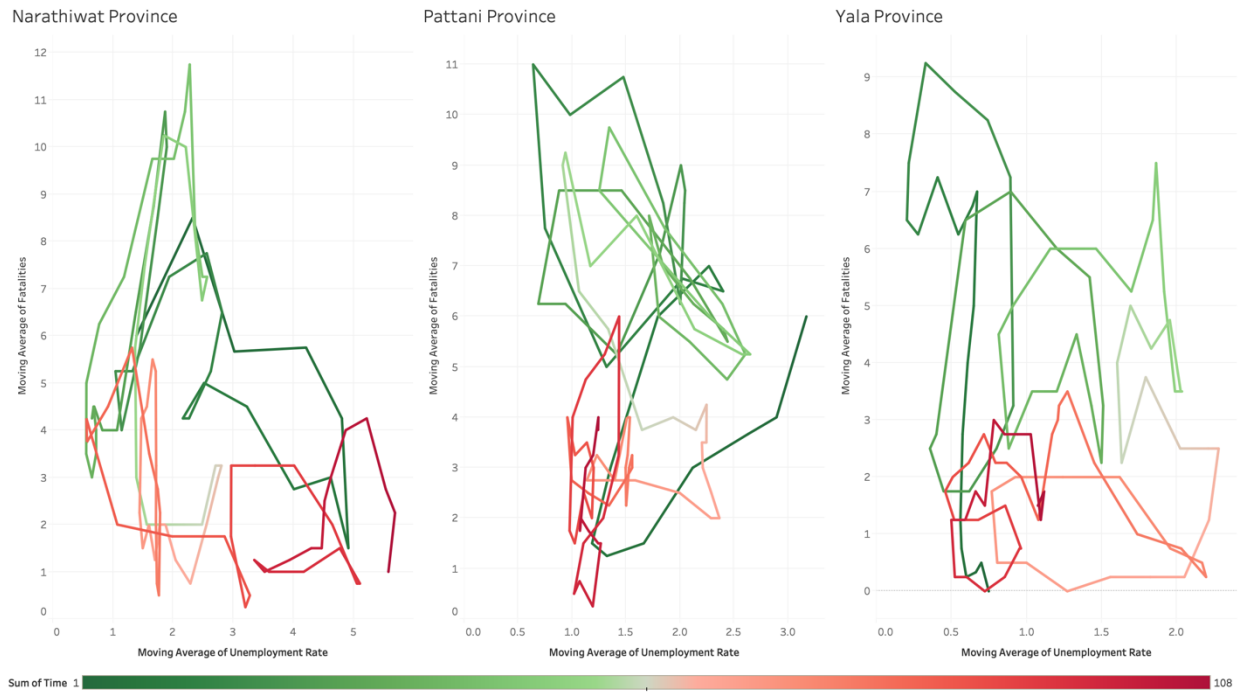 Narathiwat Province
Pattani Province
Yala Province
12
11
10
9
8
7
6
5
4
3
2
1
0
Moving Average of Fatalities
0 1 2 3 4 5
Moving Average of Unemployment Rate
11
10
9
8
7
6
5
4
3
2
1
0
Moving Average of Fatalities
0.0 0.5 1.0 1.5 2.0 2.5 3.0
Moving Average of Unemployment Rate
9
8
7
6
5
4
3
2
1
0
Moving Average of Fatalities
0.0 0.5 1.0 1.5 2.0
Moving Average of Unemployment Rate
Sum of Time 1 108